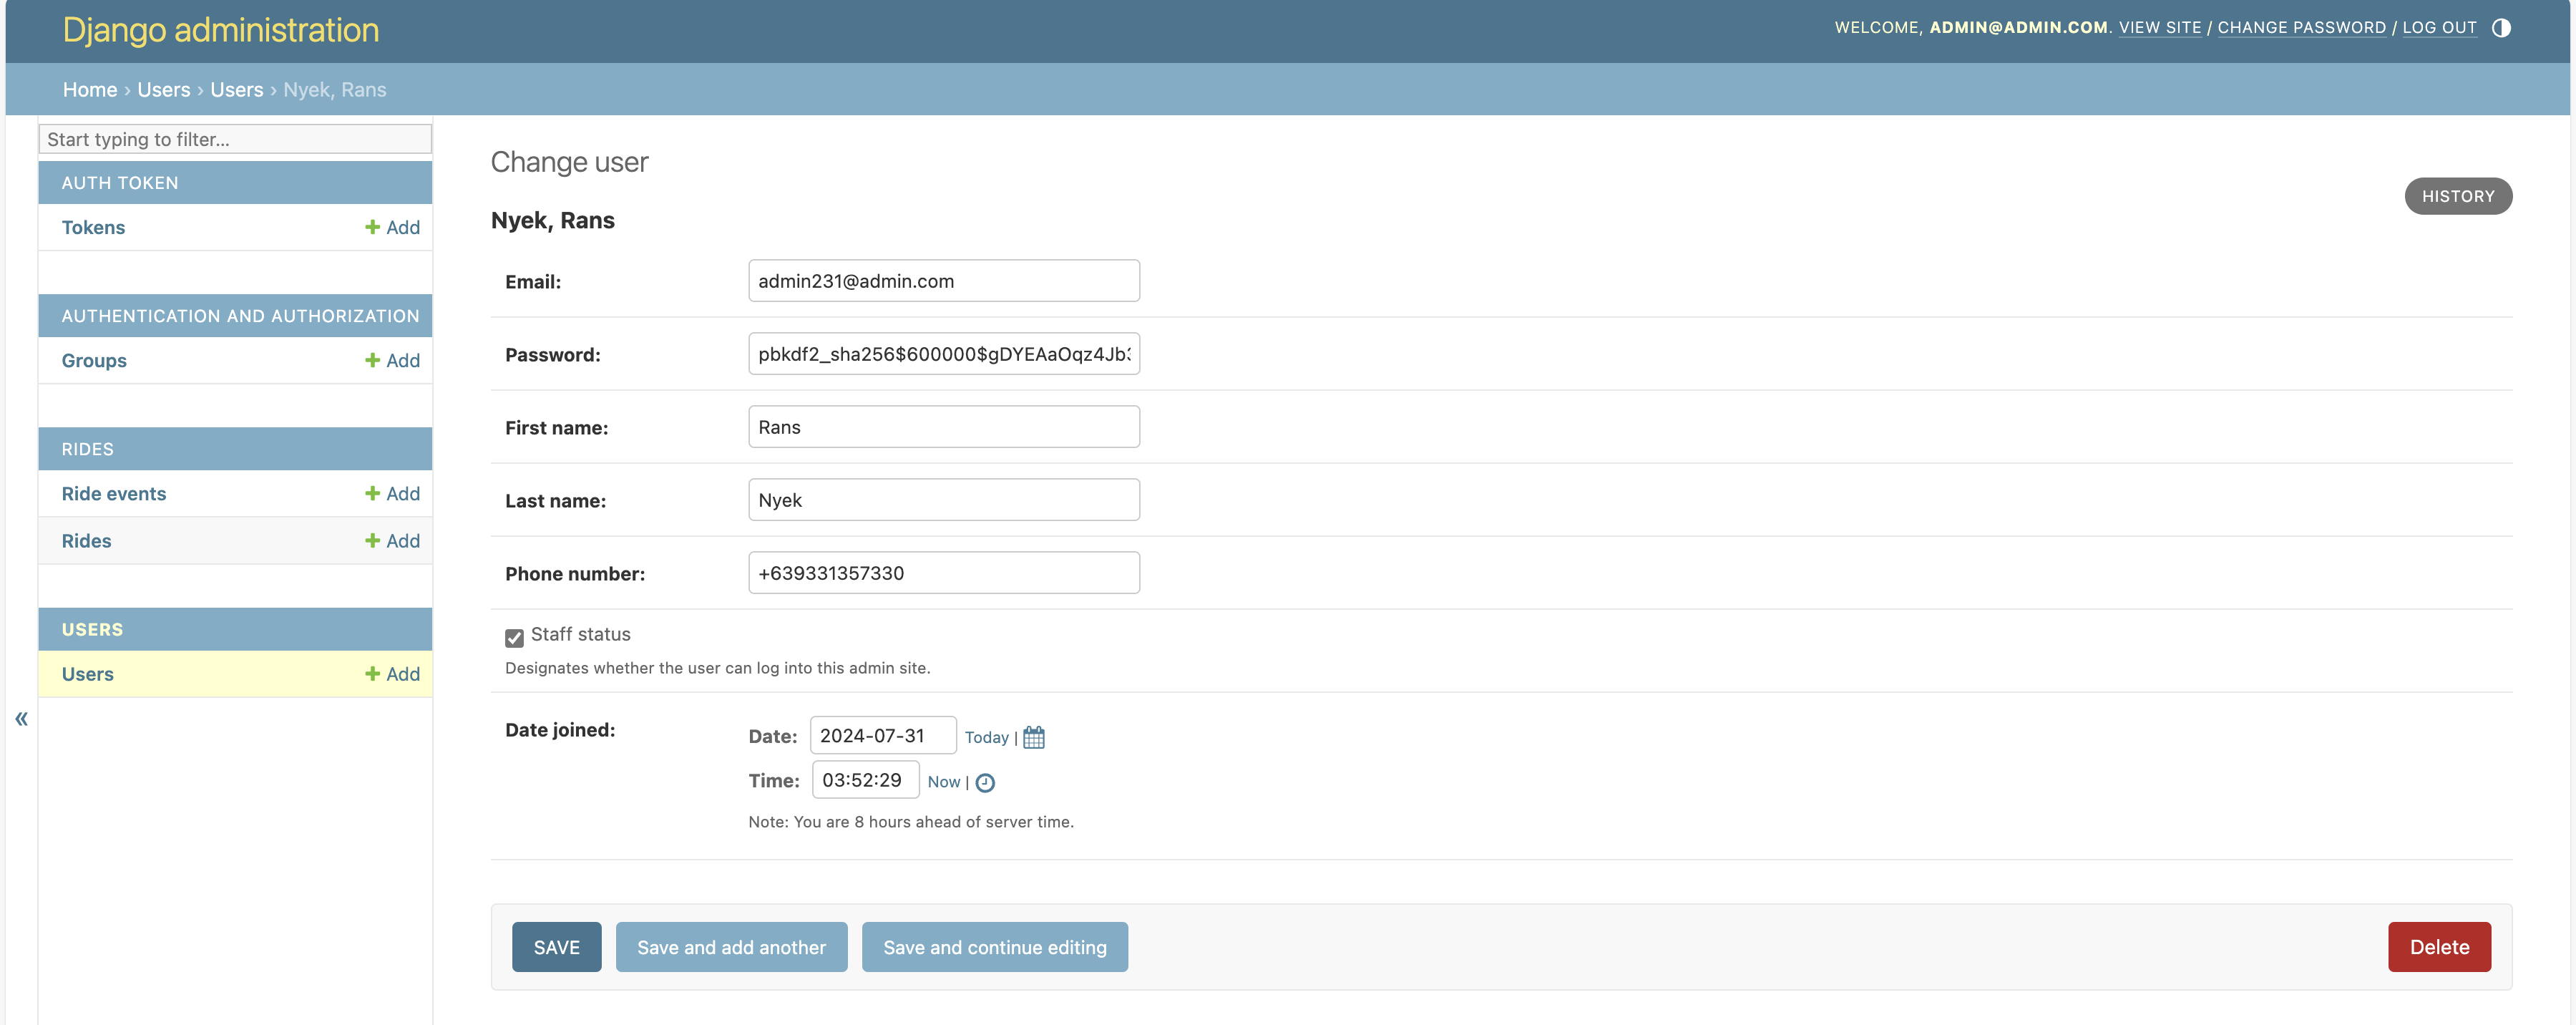 Django administration
WELCOME, ADMIN@ADMIN.COM. VIEW SITE / CHANGE PASSWORD / LOG OUT
Home › Users › Users › Nyek, Rans
Start typing to filter...
AUTH TOKEN
Tokens + Add
AUTHENTICATION AND AUTHORIZATION
Groups + Add
RIDES
Ride events + Add
Rides + Add
USERS
Users + Add
«
Change user
HISTORY
Nyek, Rans
Email: admin231@admin.com
Password: pbkdf2_sha256$600000$gDYEAaOqz4Jb
First name: Rans
Last name: Nyek
Phone number: +639331357330
Staff status
Designates whether the user can log into this admin site.
Date joined:
Date: 2024-07-31 Today |
Time: 03:52:29 Now |
Note: You are 8 hours ahead of server time.
SAVE Save and add another Save and continue editing Delete